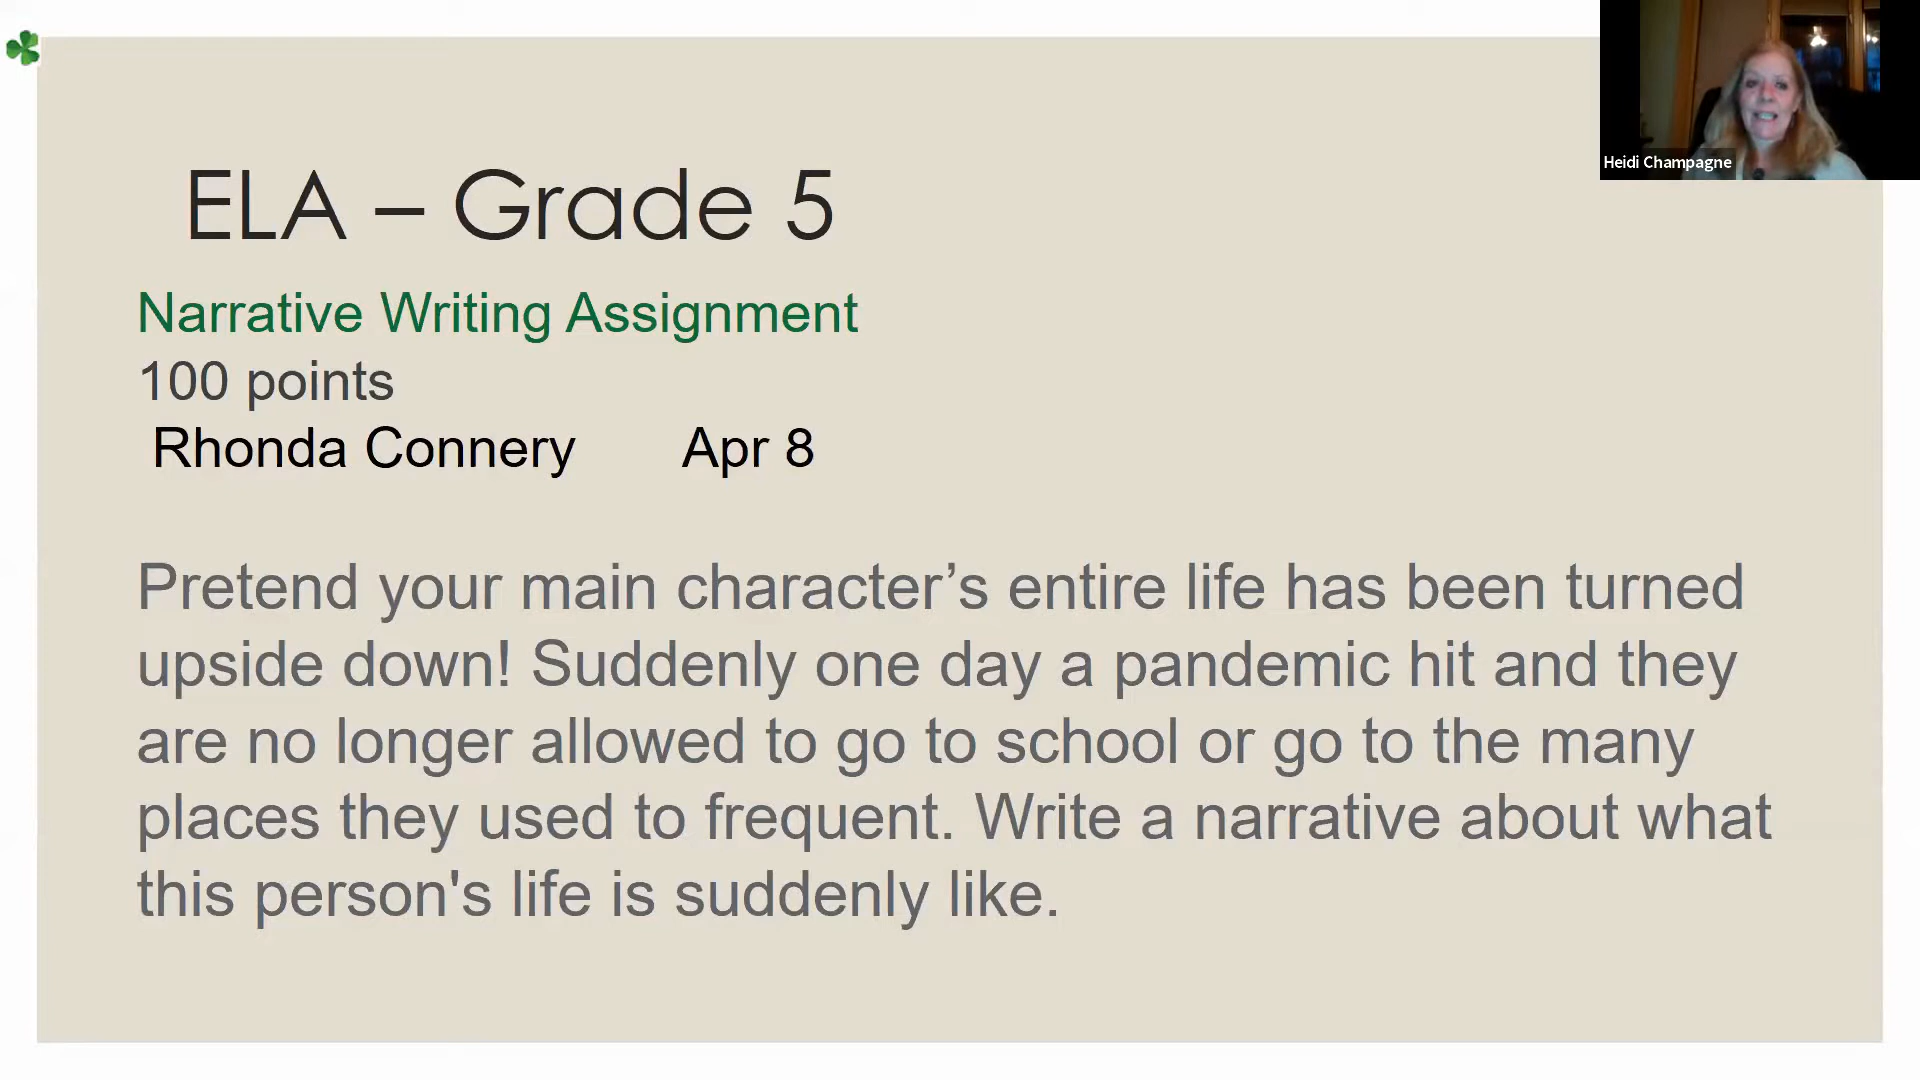 ELA – Grade 5
Narrative Writing Assignment
100 points
Rhonda Connery Apr 8
Pretend your main character’s entire life has been turned
upside down! Suddenly one day a pandemic hit and they
are no longer allowed to go to school or go to the many
places they used to frequent. Write a narrative about what
this person's life is suddenly like.
Heidi Champagne